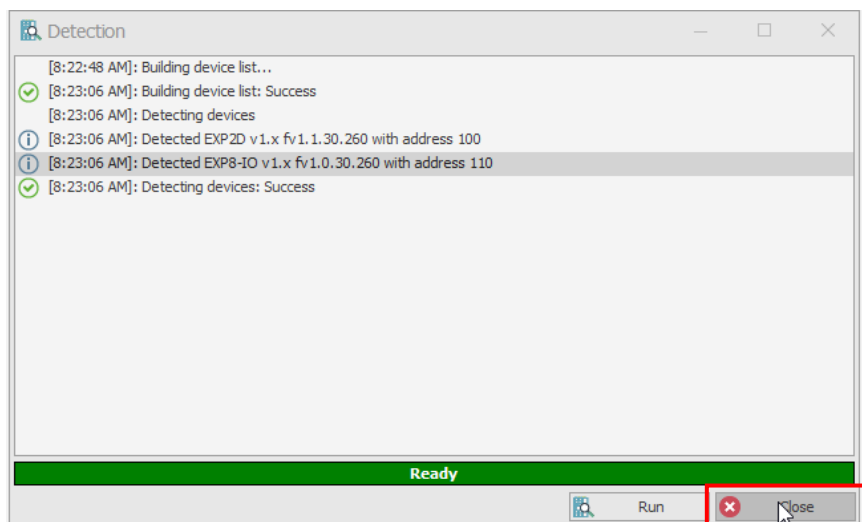 Detection
[8:22:48 AM]: Building device list...
[8:23:06 AM]: Building device list: Success
[8:23:06 AM]: Detecting devices
[8:23:06 AM]: Detected EXP2D v1.x fv1.1.30.260 with address 100
[8:23:06 AM]: Detected EXP8-IO v1.x fv1.0.30.260 with address 110
[8:23:06 AM]: Detecting devices: Success
Ready
Run
Close